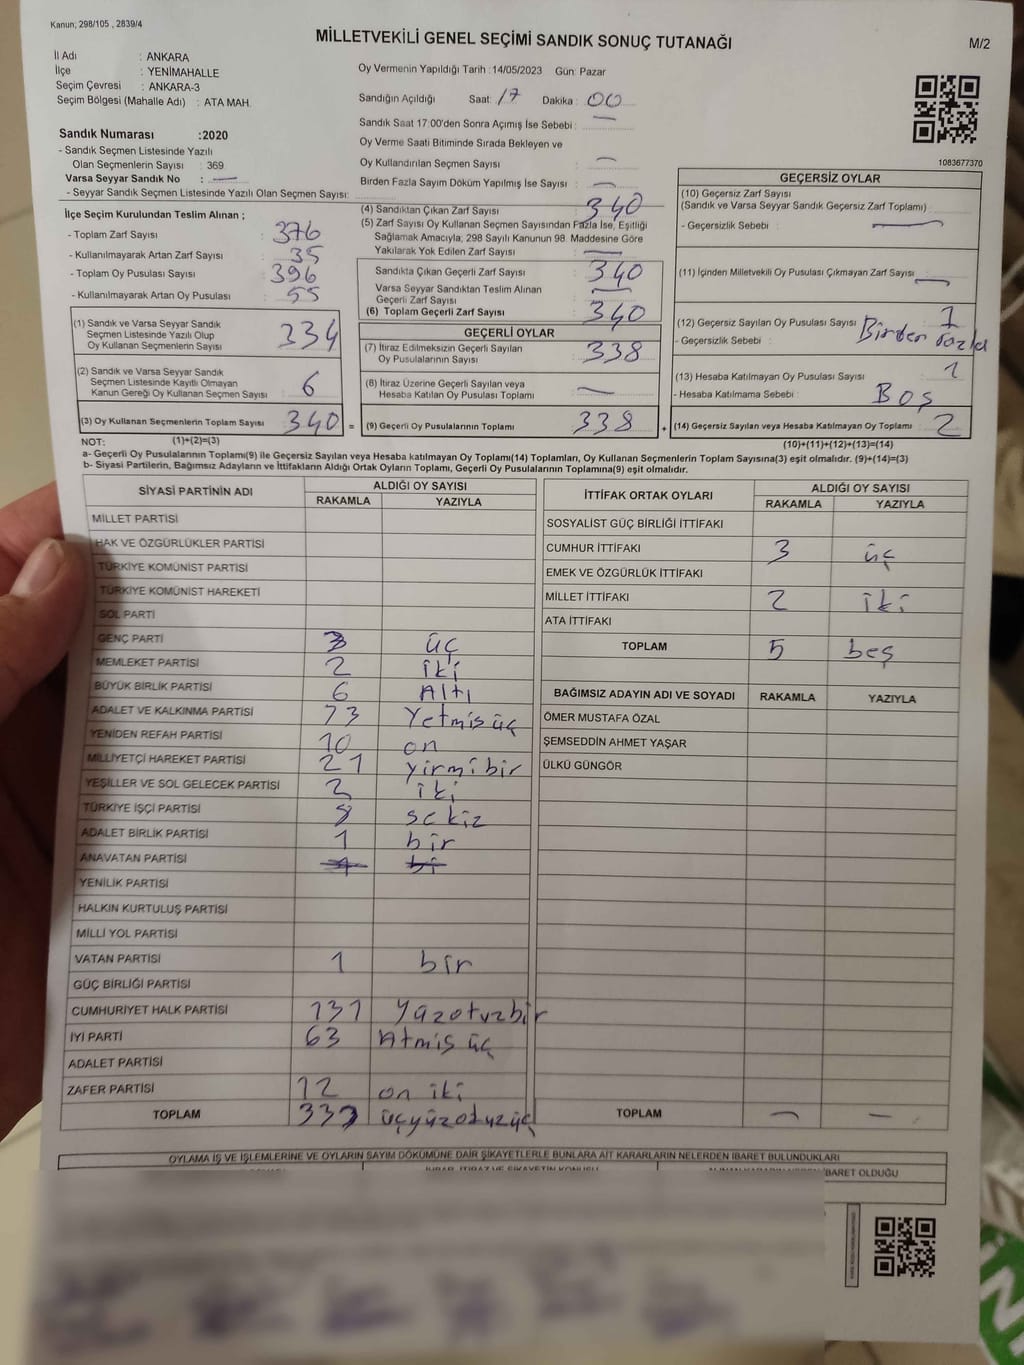 Kanun; 298/105 , 2839/4
MİLLETVEKİLİ GENEL SEÇİMİ SANDIK SONUÇ TUTANAĞI
M/2
İl Adı : ANKARA
İlçe : YENİMAHALLE
Seçim Çevresi : ANKARA-3
Seçim Bölgesi (Mahalle Adı) : ATA MAH.
Sandık Numarası :2020
- Sandık Seçmen Listesinde Yazılı
Olan Seçmenlerin Sayısı : 369
Varsa Seyyar Sandık No : —
- Seyyar Sandık Seçmen Listesinde Yazılı Olan Seçmen Sayısı:
Oy Vermenin Yapıldığı Tarih : 14/05/2023 Gün: Pazar
Sandığın Açıldığı Saat: 17 Dakika : 00
Sandık Saat 17:00'den Sonra Açımış İse Sebebi : —
Oy Verme Saati Bitiminde Sırada Bekleyen ve
Oy Kullandırılan Seçmen Sayısı : —
Birden Fazla Sayım Döküm Yapılmış İse Sayısı : —
1083677370
İlçe Seçim Kurulundan Teslim Alınan ;
- Toplam Zarf Sayısı : 376
- Kullanılmayarak Artan Zarf Sayısı : 35
- Toplam Oy Pusulası Sayısı : 396
- Kullanılmayarak Artan Oy Pusulası : 55
(1) Sandık ve Varsa Seyyar Sandık
Seçmen Listesinde Yazılı Olup
Oy Kullanan Seçmenlerin Sayısı : 334
(2) Sandık ve Varsa Seyyar Sandık
Seçmen Listesinde Kayıtlı Olmayan
Kanun Gereği Oy Kullanan Seçmen Sayısı : 6
(3) Oy Kullanan Seçmenlerin Toplam Sayısı : 340 =
(4) Sandıktan Çıkan Zarf Sayısı : 340
(5) Zarf Sayısı Oy Kullanan Seçmen Sayısından Fazla İse, Eşitliği
Sağlamak Amacıyla; 298 Sayılı Kanunun 98. Maddesine Göre
Yakılarak Yok Edilen Zarf Sayısı : —
Sandıkta Çıkan Geçerli Zarf Sayısı : 340
Varsa Seyyar Sandıktan Teslim Alınan
Geçerli Zarf Sayısı : —
(6) Toplam Geçerli Zarf Sayısı : 340
GEÇERLİ OYLAR
(7) İtiraz Edilmeksizin Geçerli Sayılan
Oy Pusulalarının Sayısı : 338
(8) İtiraz Üzerine Geçerli Sayılan veya
Hesaba Katılan Oy Pusulası Toplamı : —
(9) Geçerli Oy Pusulalarının Toplamı : 338 +
GEÇERSİZ OYLAR
(10) Geçersiz Zarf Sayısı
(Sandık ve Varsa Seyyar Sandık Geçersiz Zarf Toplamı) :
- Geçersizlik Sebebi : —
(11) İçinden Milletvekili Oy Pusulası Çıkmayan Zarf Sayısı : —
(12) Geçersiz Sayılan Oy Pusulası Sayısı : 1
- Geçersizlik Sebebi : Birden fazla
(13) Hesaba Katılmayan Oy Pusulası Sayısı : 1
- Hesaba Katılmama Sebebi : Boş
(14) Geçersiz Sayılan veya Hesaba Katılmayan Oy Toplamı : 2
NOT: (1)+(2)=(3)
(10)+(11)+(12)+(13)=(14)
a- Geçerli Oy Pusulalarının Toplamı(9) ile Geçersiz Sayılan veya Hesaba Katılmayan Oy Toplamı(14) Toplamları, Oy Kullanan Seçmenlerin Toplam Sayısına(3) eşit olmalıdır. (9)+(14)=(3)
b- Siyasi Partilerin, Bağımsız Adayların ve İttifakların Aldığı Ortak Oyların Toplamı, Geçerli Oy Pusulalarının Toplamına(9) eşit olmalıdır.
SİYASİ PARTİNİN ADI ALDIĞI OY SAYISI
RAKAMLA YAZIYLA
MİLLET PARTİSİ
HAK VE ÖZGÜRLÜKLER PARTİSİ
TÜRKİYE KOMÜNİST PARTİSİ
TÜRKİYE KOMÜNİST HAREKETİ
SOL PARTİ
GENÇ PARTİ 3 üç
MEMLEKET PARTİSİ 2 iki
BÜYÜK BİRLİK PARTİSİ 6 Altı
ADALET VE KALKINMA PARTİSİ 73 Yetmiş üç
YENİDEN REFAH PARTİSİ 10 on
MİLLİYETÇİ HAREKET PARTİSİ 21 yirmibir
YEŞİLLER VE SOL GELECEK PARTİSİ 2 iki
TÜRKİYE İŞÇİ PARTİSİ 8 sekiz
ADALET BİRLİK PARTİSİ 1 bir
ANAVATAN PARTİSİ
YENİLİK PARTİSİ
HALKIN KURTULUŞ PARTİSİ
MİLLİ YOL PARTİSİ
VATAN PARTİSİ 1 bir
GÜÇ BİRLİĞİ PARTİSİ
CUMHURİYET HALK PARTİSİ 131 Yüzotuzbir
İYİ PARTİ 63 Atmış üç
ADALET PARTİSİ
ZAFER PARTİSİ 12 on iki
TOPLAM 333 üçyüzotuzüç
İTTİFAK ORTAK OYLARI ALDIĞI OY SAYISI
RAKAMLA YAZIYLA
SOSYALİST GÜÇ BİRLİĞİ İTTİFAKI
CUMHUR İTTİFAKI 3 üç
EMEK VE ÖZGÜRLÜK İTTİFAKI
MİLLET İTTİFAKI 2 iki
ATA İTTİFAKI
TOPLAM 5 beş
BAĞIMSIZ ADAYIN ADI VE SOYADI RAKAMLA YAZIYLA
ÖMER MUSTAFA ÖZAL
ŞEMSEDDİN AHMET YAŞAR
ÜLKÜ GÜNGÖR
TOPLAM — —
OYLAMA İŞ VE İŞLEMLERİNE VE OYLARIN SAYIM DÖKÜMÜNE DAİR ŞİKAYETLERLE BUNLARA AİT KARARLARIN NELERDEN İBARET BULUNDUKLARI
İBARET OLDUĞU